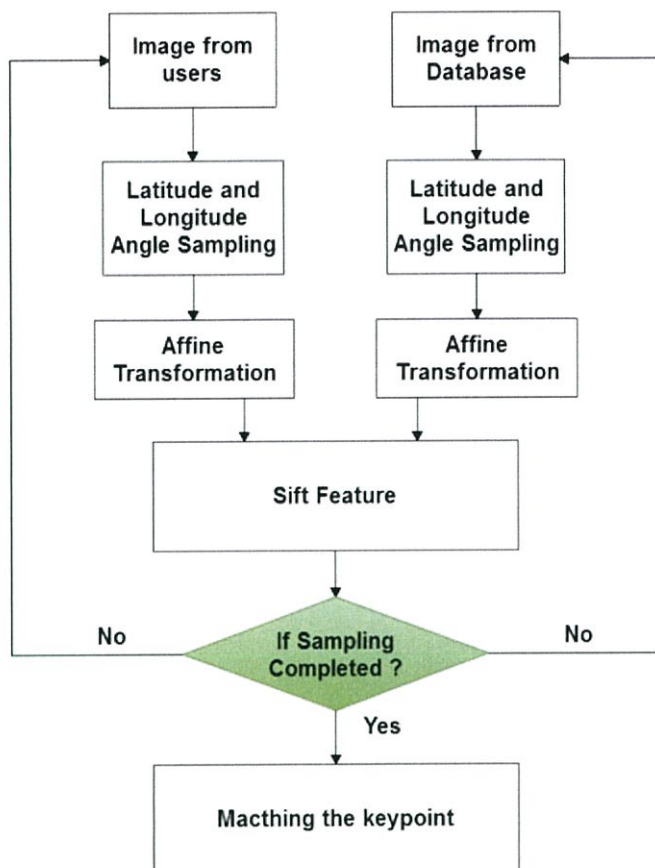 Image from
users
Image from
Database
Latitude and
Longitude
Angle Sampling
Latitude and
Longitude
Angle Sampling
Affine
Transformation
Affine
Transformation
Sift Feature
No
If Sampling
Completed ?
No
Yes
Macthing the keypoint